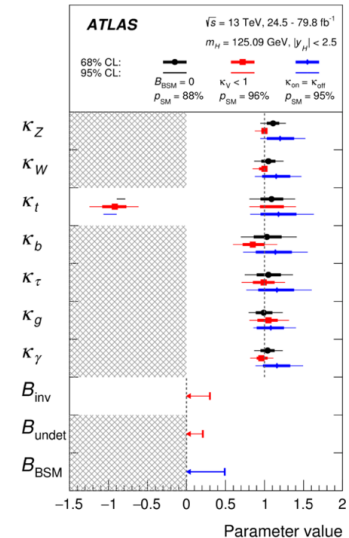 ATLAS
√s = 13 TeV, 24.5 - 79.8 fb⁻¹
m_H = 125.09 GeV, |y_H| < 2.5
68% CL:
95% CL:
B_BSM = 0 κ_V < 1 κ_on = κ_off
p_SM = 88% p_SM = 96% p_SM = 95%
κ_Z
κ_W
κ_t
κ_b
κ_τ
κ_g
κ_γ
B_inv
B_undet
B_BSM
−1.5 −1 −0.5 0 0.5 1 1.5 2
Parameter value